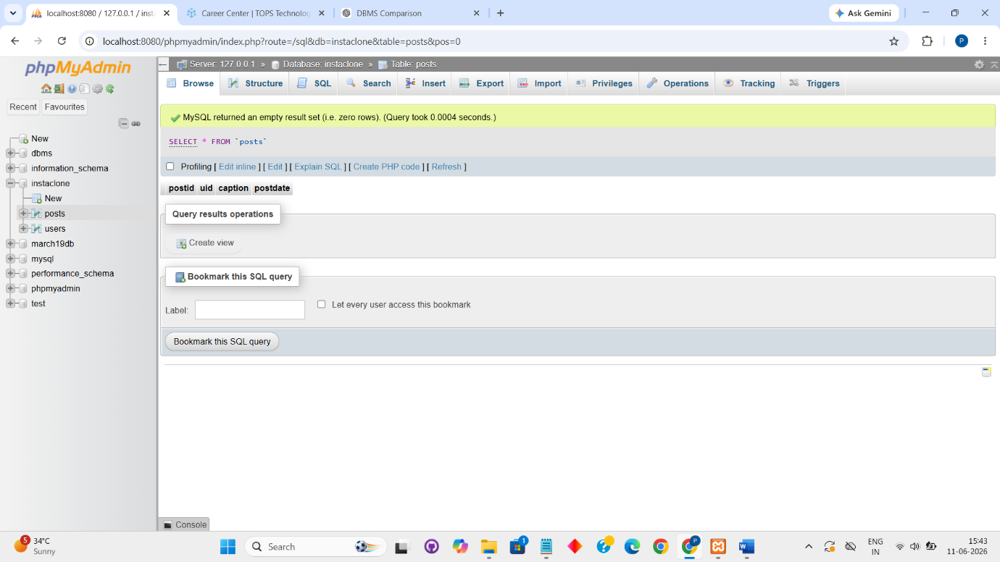 localhost:8080 / 127.0.0.1 / inst
Career Center | TOPS Technolog
DBMS Comparison
Ask Gemini
localhost:8080/phpmyadmin/index.php?route=/sql&db=instaclone&table=posts&pos=0
P
phpMyAdmin
Server: 127.0.0.1 » Database: instaclone » Table: posts
Browse Structure SQL Search Insert Export Import Privileges Operations Tracking Triggers
Recent Favourites
New
dbms
information_schema
instaclone
New
posts
users
march19db
mysql
performance_schema
phpmyadmin
test
MySQL returned an empty result set (i.e. zero rows). (Query took 0.0004 seconds.)
SELECT * FROM `posts`
Profiling [ Edit inline ] [ Edit ] [ Explain SQL ] [ Create PHP code ] [ Refresh ]
postid uid caption postdate
Query results operations
Create view
Bookmark this SQL query
Label:
Let every user access this bookmark
Bookmark this SQL query
Console
5
34°C
Sunny
Search
1
P
ENG
IN
15:43
11-06-2026